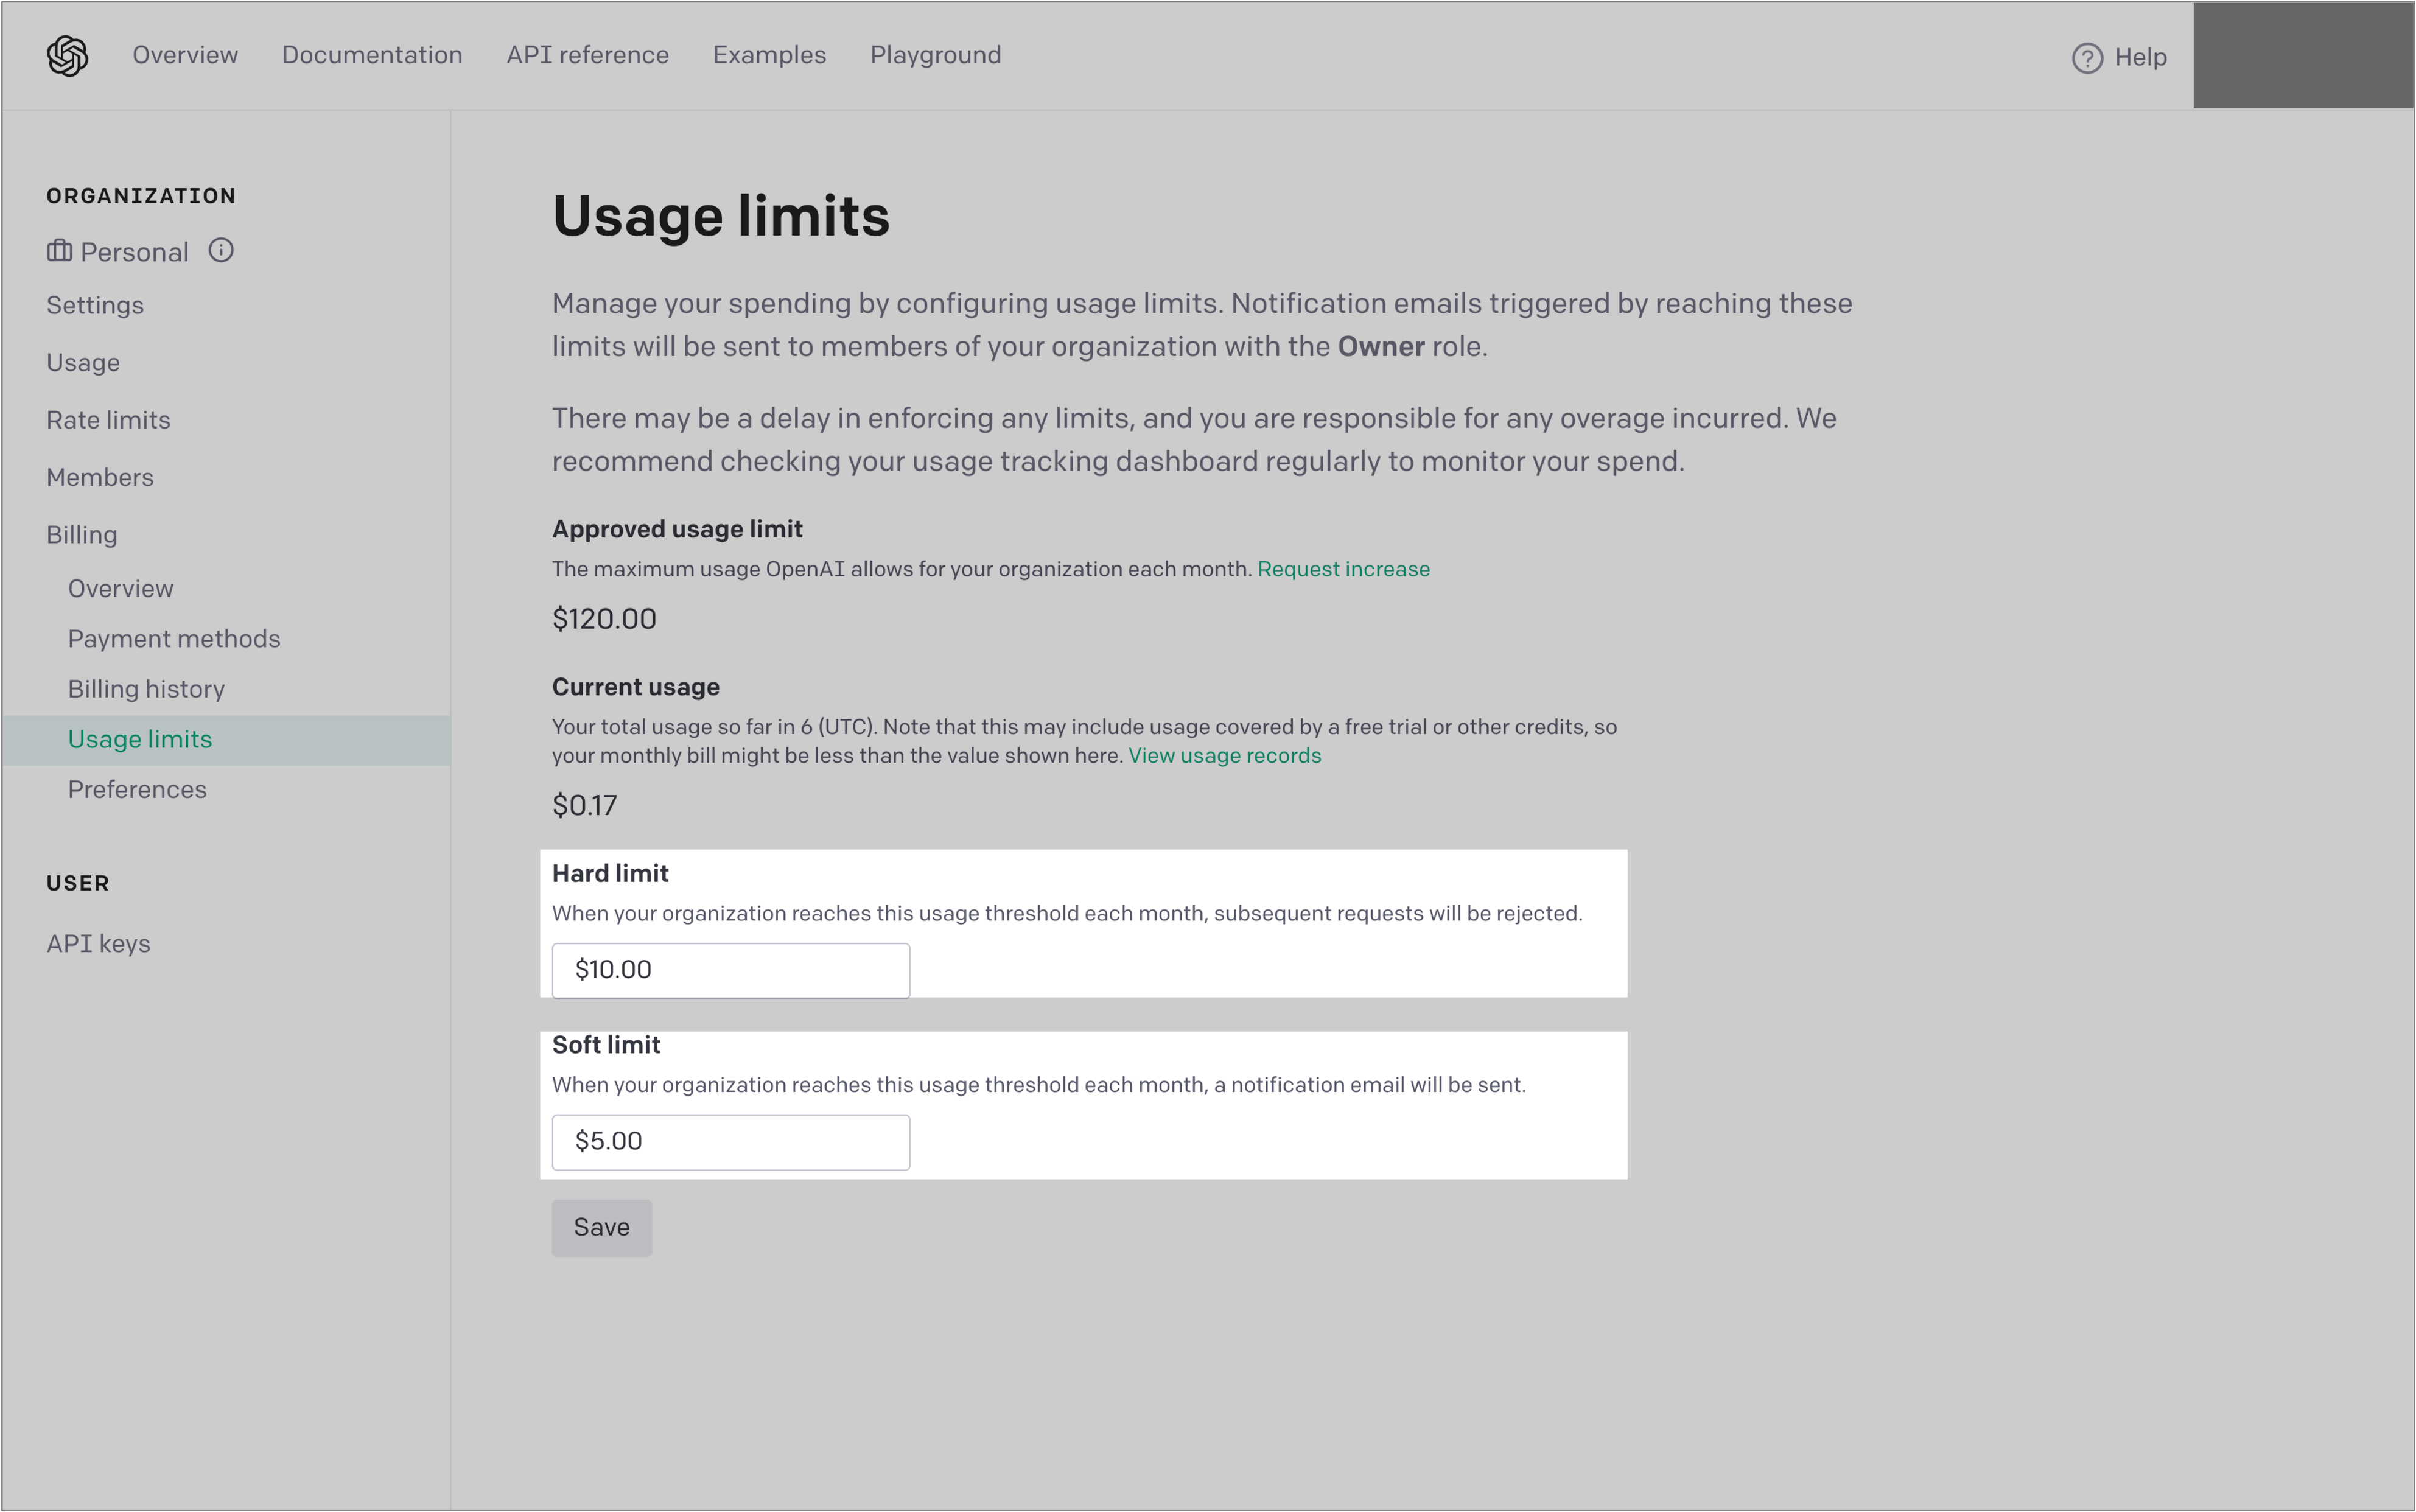 Overview Documentation API reference Examples Playground Help
ORGANIZATION
Personal
Settings
Usage
Rate limits
Members
Billing
Overview
Payment methods
Billing history
Usage limits
Preferences
USER
API keys
Usage limits
Manage your spending by configuring usage limits. Notification emails triggered by reaching these
limits will be sent to members of your organization with the Owner role.
There may be a delay in enforcing any limits, and you are responsible for any overage incurred. We
recommend checking your usage tracking dashboard regularly to monitor your spend.
Approved usage limit
The maximum usage OpenAI allows for your organization each month. Request increase
$120.00
Current usage
Your total usage so far in 6 (UTC). Note that this may include usage covered by a free trial or other credits, so
your monthly bill might be less than the value shown here. View usage records
$0.17
Hard limit
When your organization reaches this usage threshold each month, subsequent requests will be rejected.
$10.00
Soft limit
When your organization reaches this usage threshold each month, a notification email will be sent.
$5.00
Save